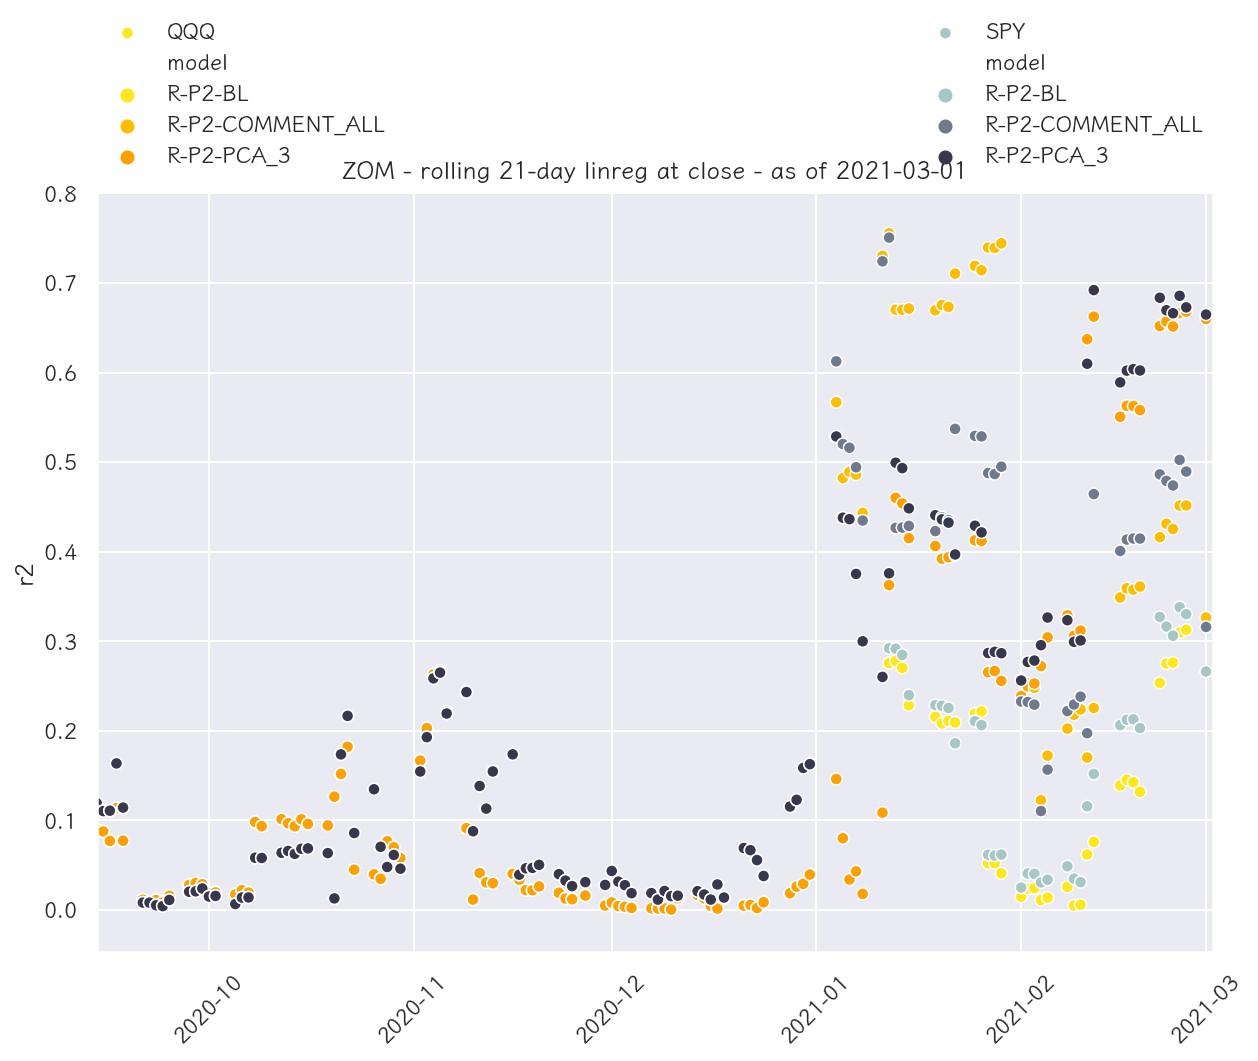 QQQ
model
R-P2-BL
R-P2-COMMENT_ALL
R-P2-PCA_3
SPY
model
R-P2-BL
R-P2-COMMENT_ALL
R-P2-PCA_3
ZOM - rolling 21-day linreg at close - as of 2021-03-01
0.8
0.7
0.6
0.5
0.4
0.3
0.2
0.1
0.0
r2
2020-10
2020-11
2020-12
2021-01
2021-02
2021-03